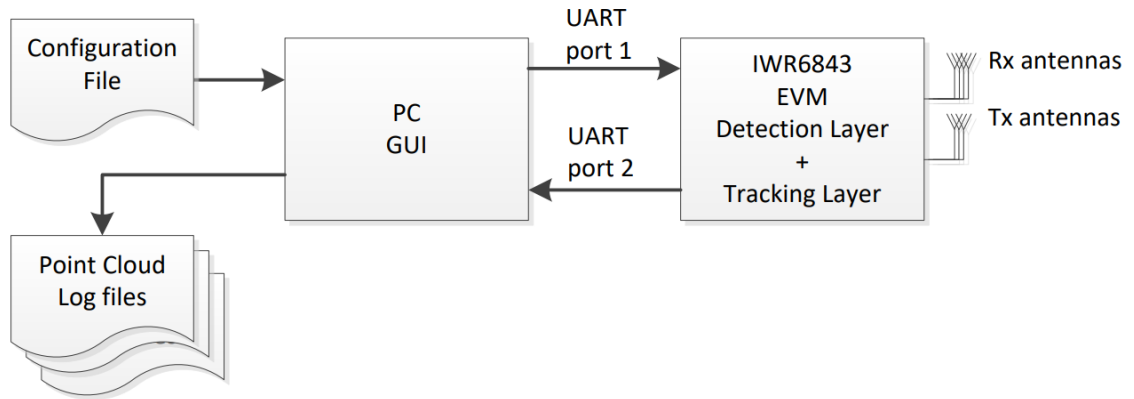 Configuration
File
PC
GUI
UART
port 1
UART
port 2
IWR6843
EVM
Detection Layer
+
Tracking Layer
Rx antennas
Tx antennas
Point Cloud
Log files